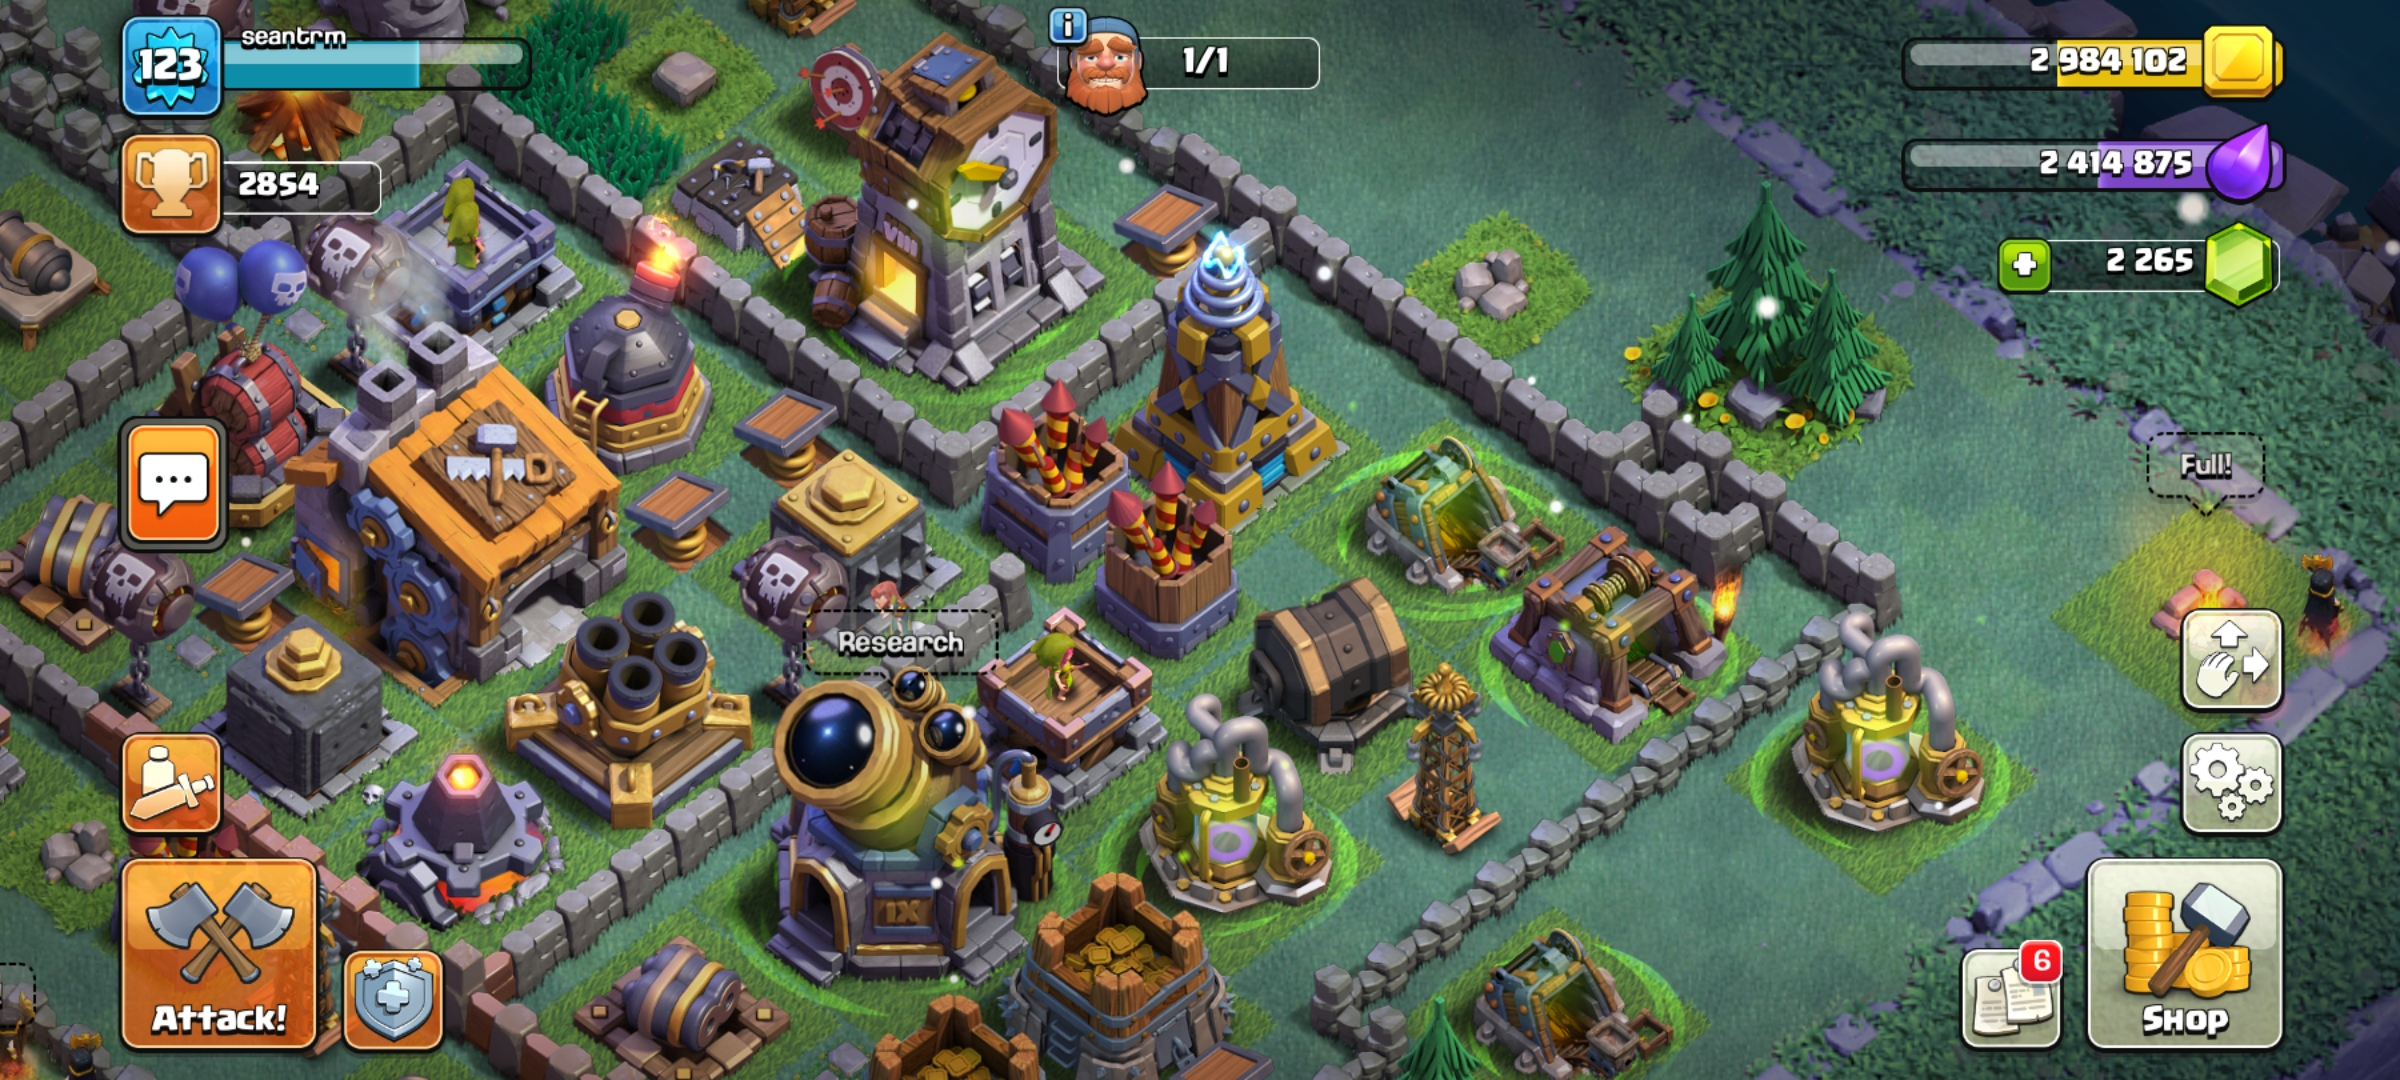 seantrm
123
i
1/1
2 984 102
2854
2 414 875
2 265
VIII
Full!
Research
IX
6
Attack!
Shop